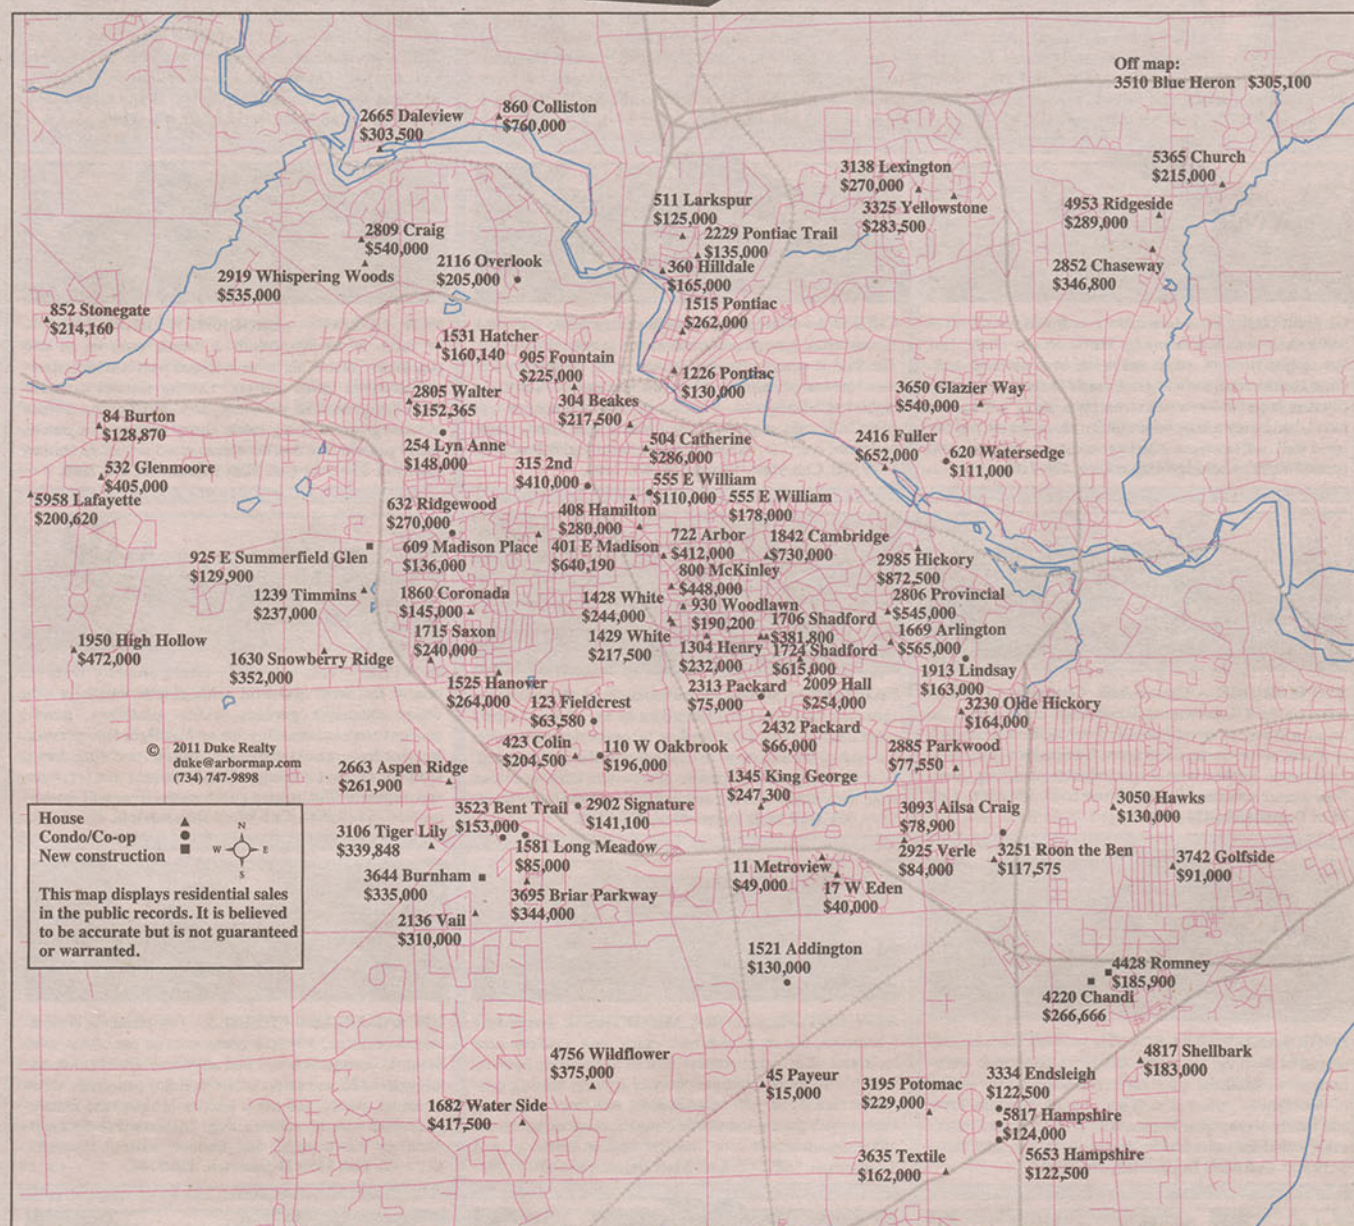 Off map:
3510 Blue Heron $305,100
860 Colliston
$760,000
2665 Daleview
$303,500
5365 Church
$215,000
3138 Lexington
$270,000
511 Larkspur
$125,000
3325 Yellowstone
$283,500
4953 Ridgeside
$289,000
2809 Craig
$540,000
2229 Pontiac Trail
$135,000
2116 Overlook
$205,000
360 Hilldale
$165,000
2852 Chaseway
$346,800
2919 Whispering Woods
$535,000
852 Stonegate
$214,160
1515 Pontiac
$262,000
1531 Hatcher
$160,140
905 Fountain
$225,000
1226 Pontiac
$130,000
2805 Walter
$152,365
304 Beakes
$217,500
3650 Glazier Way
$540,000
84 Burton
$128,870
254 Lyn Anne
$148,000
504 Catherine
$286,000
2416 Fuller
$652,000
620 Watersedge
$111,000
532 Glenmoore
$405,000
315 2nd
$410,000
555 E William
$110,000
555 E William
$178,000
5958 Lafayette
$200,620
632 Ridgewood
$270,000
408 Hamilton
$280,000
722 Arbor
$412,000
1842 Cambridge
$730,000
925 E Summerfield Glen
$129,900
609 Madison Place
$136,000
401 E Madison
$640,190
2985 Hickory
$872,500
800 McKinley
$448,000
1239 Timmins
$237,000
1860 Coronada
$145,000
1428 White
$244,000
930 Woodlawn
$190,200
2806 Provincial
$545,000
1706 Shadford
$381,800
1950 High Hollow
$472,000
1715 Saxon
$240,000
1429 White
$217,500
1304 Henry
$232,000
1724 Shadford
$615,000
1669 Arlington
$565,000
1630 Snowberry Ridge
$352,000
1525 Hanover
$264,000
2313 Packard
$75,000
2009 Hall
$254,000
1913 Lindsay
$163,000
123 Fieldcrest
$63,580
3230 Olde Hickory
$164,000
2432 Packard
$66,000
423 Colin
$204,500
110 W Oakbrook
$196,000
2885 Parkwood
$77,550
© 2011 Duke Realty
duke@arbormap.com
(734) 747-9898
2663 Aspen Ridge
$261,900
1345 King George
$247,300
3523 Bent Trail
$153,000
2902 Signature
$141,100
3093 Ailsa Craig
$78,900
3050 Hawks
$130,000
House
Condo/Co-op
New construction
N
W
E
S
This map displays residential sales
in the public records. It is believed
to be accurate but is not guaranteed
or warranted.
3106 Tiger Lily
$339,848
1581 Long Meadow
$85,000
2925 Verle
$84,000
3251 Roon the Ben
$117,575
3742 Golfside
$91,000
11 Metroview
$49,000
3644 Burnham
$335,000
3695 Briar Parkway
$344,000
17 W Eden
$40,000
2136 Vail
$310,000
1521 Addington
$130,000
4428 Romney
$185,900
4220 Chandi
$266,666
4756 Wildflower
$375,000
4817 Shellbark
$183,000
45 Payeur
$15,000
3195 Potomac
$229,000
3334 Endsleigh
$122,500
1682 Water Side
$417,500
5817 Hampshire
$124,000
3635 Textile
$162,000
5653 Hampshire
$122,500